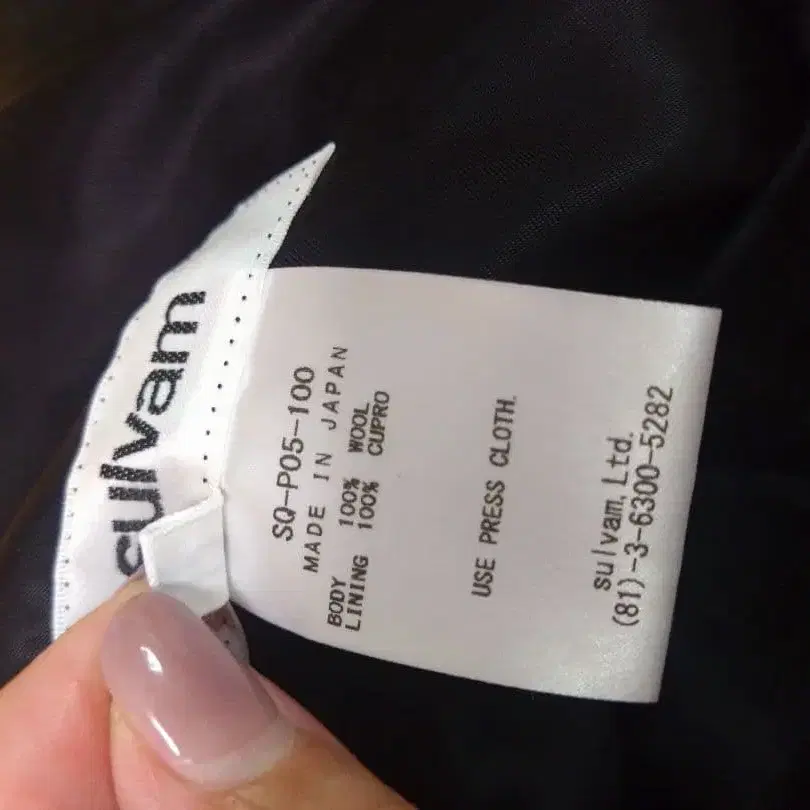 sulvam
SQ-P05-100
MADE IN JAPAN
BODY 100% WOOL
LINING 100% CUPRO
USE PRESS CLOTH.
sulvam,Ltd.
(81)-3-6300-5282